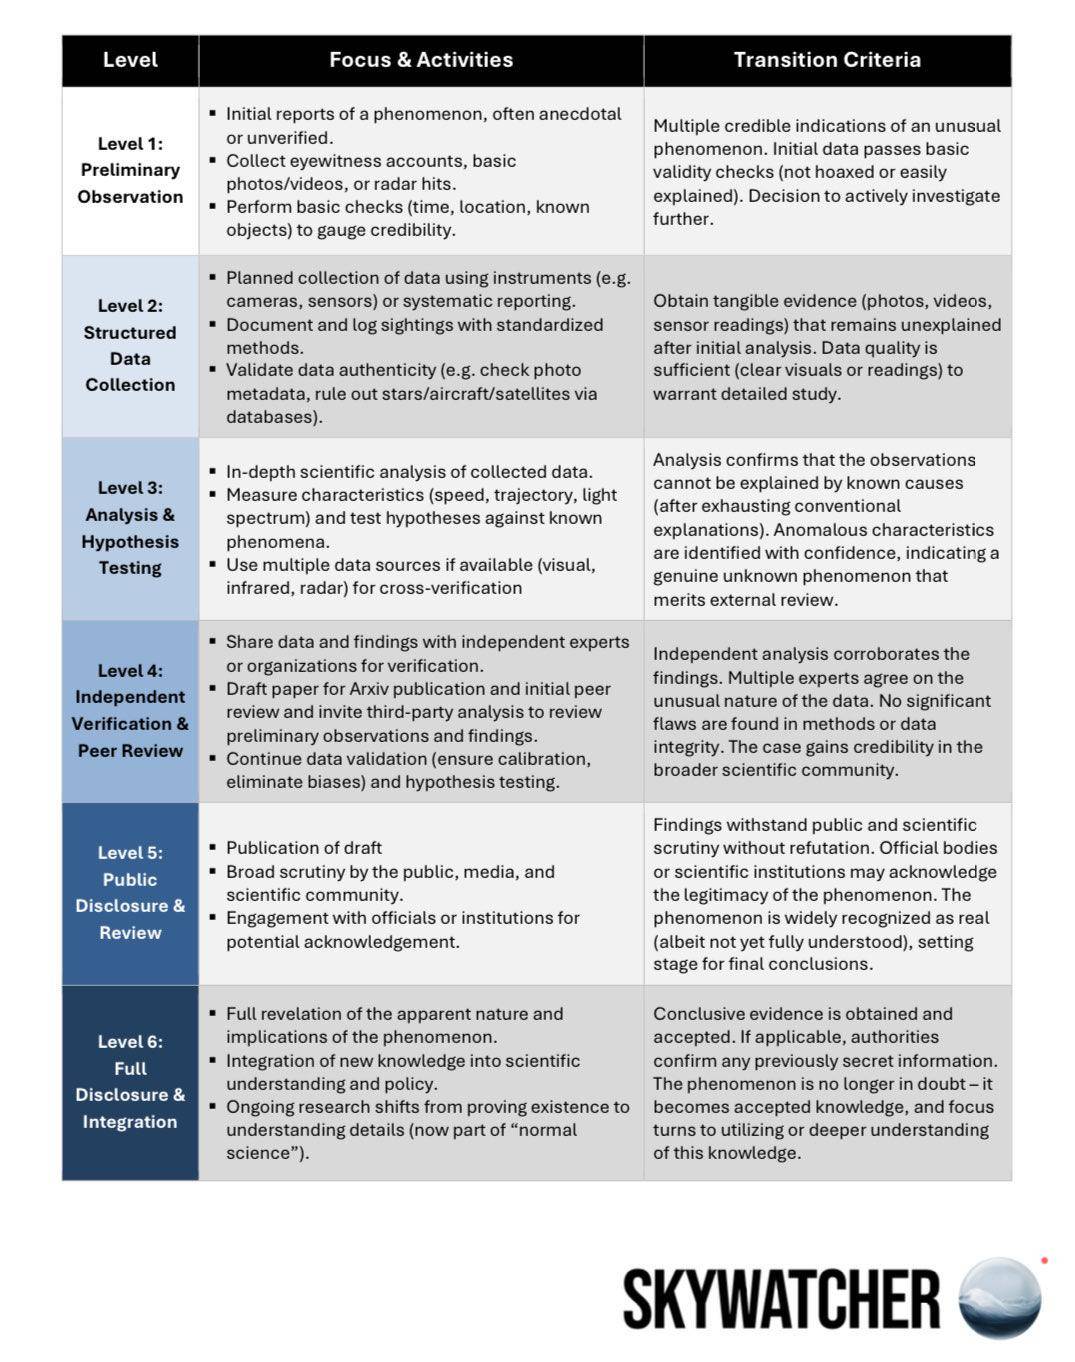 Level
Focus & Activities
Transition Criteria
Level 1:
Preliminary
Observation
▪ Initial reports of a phenomenon, often anecdotal
or unverified.
▪ Collect eyewitness accounts, basic
photos/videos, or radar hits.
▪ Perform basic checks (time, location, known
objects) to gauge credibility.
Multiple credible indications of an unusual
phenomenon. Initial data passes basic
validity checks (not hoaxed or easily
explained). Decision to actively investigate
further.
Level 2:
Structured
Data
Collection
▪ Planned collection of data using instruments (e.g.
cameras, sensors) or systematic reporting.
▪ Document and log sightings with standardized
methods.
▪ Validate data authenticity (e.g. check photo
metadata, rule out stars/aircraft/satellites via
databases).
Obtain tangible evidence (photos, videos,
sensor readings) that remains unexplained
after initial analysis. Data quality is
sufficient (clear visuals or readings) to
warrant detailed study.
Level 3:
Analysis &
Hypothesis
Testing
▪ In-depth scientific analysis of collected data.
▪ Measure characteristics (speed, trajectory, light
spectrum) and test hypotheses against known
phenomena.
▪ Use multiple data sources if available (visual,
infrared, radar) for cross-verification
Analysis confirms that the observations
cannot be explained by known causes
(after exhausting conventional
explanations). Anomalous characteristics
are identified with confidence, indicating a
genuine unknown phenomenon that
merits external review.
Level 4:
Independent
Verification &
Peer Review
▪ Share data and findings with independent experts
or organizations for verification.
▪ Draft paper for Arxiv publication and initial peer
review and invite third-party analysis to review
preliminary observations and findings.
▪ Continue data validation (ensure calibration,
eliminate biases) and hypothesis testing.
Independent analysis corroborates the
findings. Multiple experts agree on the
unusual nature of the data. No significant
flaws are found in methods or data
integrity. The case gains credibility in the
broader scientific community.
Level 5:
Public
Disclosure &
Review
▪ Publication of draft
▪ Broad scrutiny by the public, media, and
scientific community.
▪ Engagement with officials or institutions for
potential acknowledgement.
Findings withstand public and scientific
scrutiny without refutation. Official bodies
or scientific institutions may acknowledge
the legitimacy of the phenomenon. The
phenomenon is widely recognized as real
(albeit not yet fully understood), setting
stage for final conclusions.
Level 6:
Full
Disclosure &
Integration
▪ Full revelation of the apparent nature and
implications of the phenomenon.
▪ Integration of new knowledge into scientific
understanding and policy.
▪ Ongoing research shifts from proving existence to
understanding details (now part of “normal
science”).
Conclusive evidence is obtained and
accepted. If applicable, authorities
confirm any previously secret information.
The phenomenon is no longer in doubt – it
becomes accepted knowledge, and focus
turns to utilizing or deeper understanding
of this knowledge.
SKYWATCHER